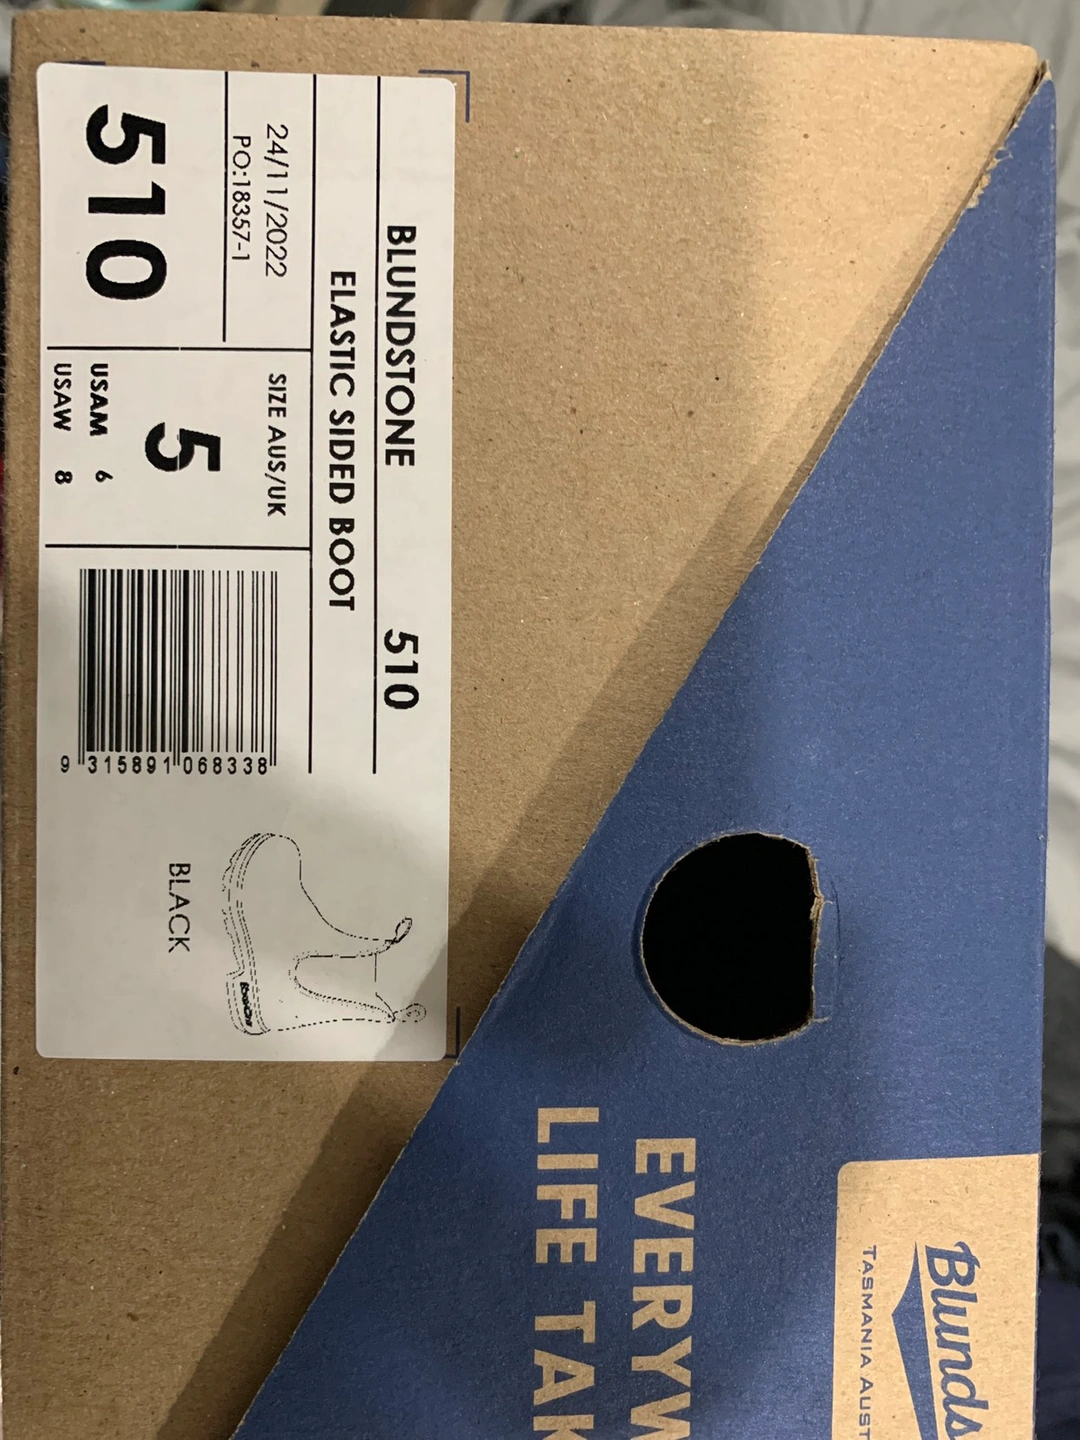 BLUNDSTONE 510
ELASTIC SIDED BOOT
24/11/2022
PO:18357-1
510
SIZE AUS/UK
5
USAM 6
USAW 8
9 315891 068338
BLACK
Blunds
TASMANIA AUST
EVERYW
LIFE TAK